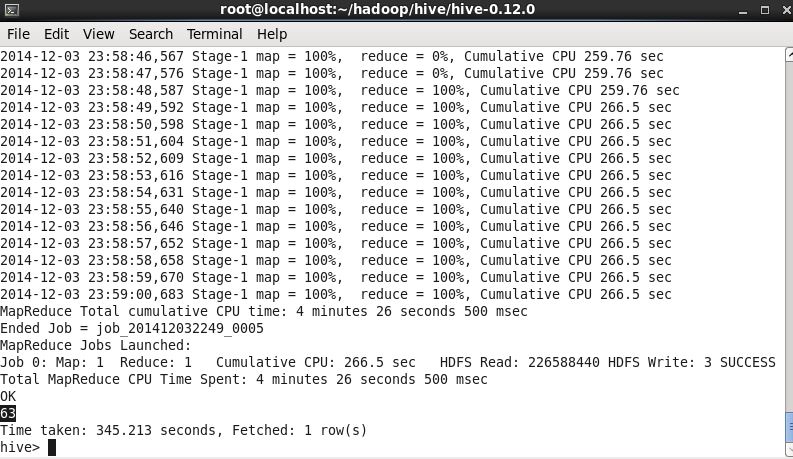 root@localhost:~/hadoop/hive/hive-0.12.0
File Edit View Search Terminal Help
2014-12-03 23:58:46,567 Stage-1 map = 100%,  reduce = 0%, Cumulative CPU 259.76 sec
2014-12-03 23:58:47,576 Stage-1 map = 100%,  reduce = 0%, Cumulative CPU 259.76 sec
2014-12-03 23:58:48,587 Stage-1 map = 100%,  reduce = 100%, Cumulative CPU 259.76 sec
2014-12-03 23:58:49,592 Stage-1 map = 100%,  reduce = 100%, Cumulative CPU 266.5 sec
2014-12-03 23:58:50,598 Stage-1 map = 100%,  reduce = 100%, Cumulative CPU 266.5 sec
2014-12-03 23:58:51,604 Stage-1 map = 100%,  reduce = 100%, Cumulative CPU 266.5 sec
2014-12-03 23:58:52,609 Stage-1 map = 100%,  reduce = 100%, Cumulative CPU 266.5 sec
2014-12-03 23:58:53,616 Stage-1 map = 100%,  reduce = 100%, Cumulative CPU 266.5 sec
2014-12-03 23:58:54,631 Stage-1 map = 100%,  reduce = 100%, Cumulative CPU 266.5 sec
2014-12-03 23:58:55,640 Stage-1 map = 100%,  reduce = 100%, Cumulative CPU 266.5 sec
2014-12-03 23:58:56,646 Stage-1 map = 100%,  reduce = 100%, Cumulative CPU 266.5 sec
2014-12-03 23:58:57,652 Stage-1 map = 100%,  reduce = 100%, Cumulative CPU 266.5 sec
2014-12-03 23:58:58,658 Stage-1 map = 100%,  reduce = 100%, Cumulative CPU 266.5 sec
2014-12-03 23:58:59,670 Stage-1 map = 100%,  reduce = 100%, Cumulative CPU 266.5 sec
2014-12-03 23:59:00,683 Stage-1 map = 100%,  reduce = 100%, Cumulative CPU 266.5 sec
MapReduce Total cumulative CPU time: 4 minutes 26 seconds 500 msec
Ended Job = job_201412032249_0005
MapReduce Jobs Launched:
Job 0: Map: 1  Reduce: 1   Cumulative CPU: 266.5 sec   HDFS Read: 226588440 HDFS Write: 3 SUCCESS
Total MapReduce CPU Time Spent: 4 minutes 26 seconds 500 msec
OK
63
Time taken: 345.213 seconds, Fetched: 1 row(s)
hive>